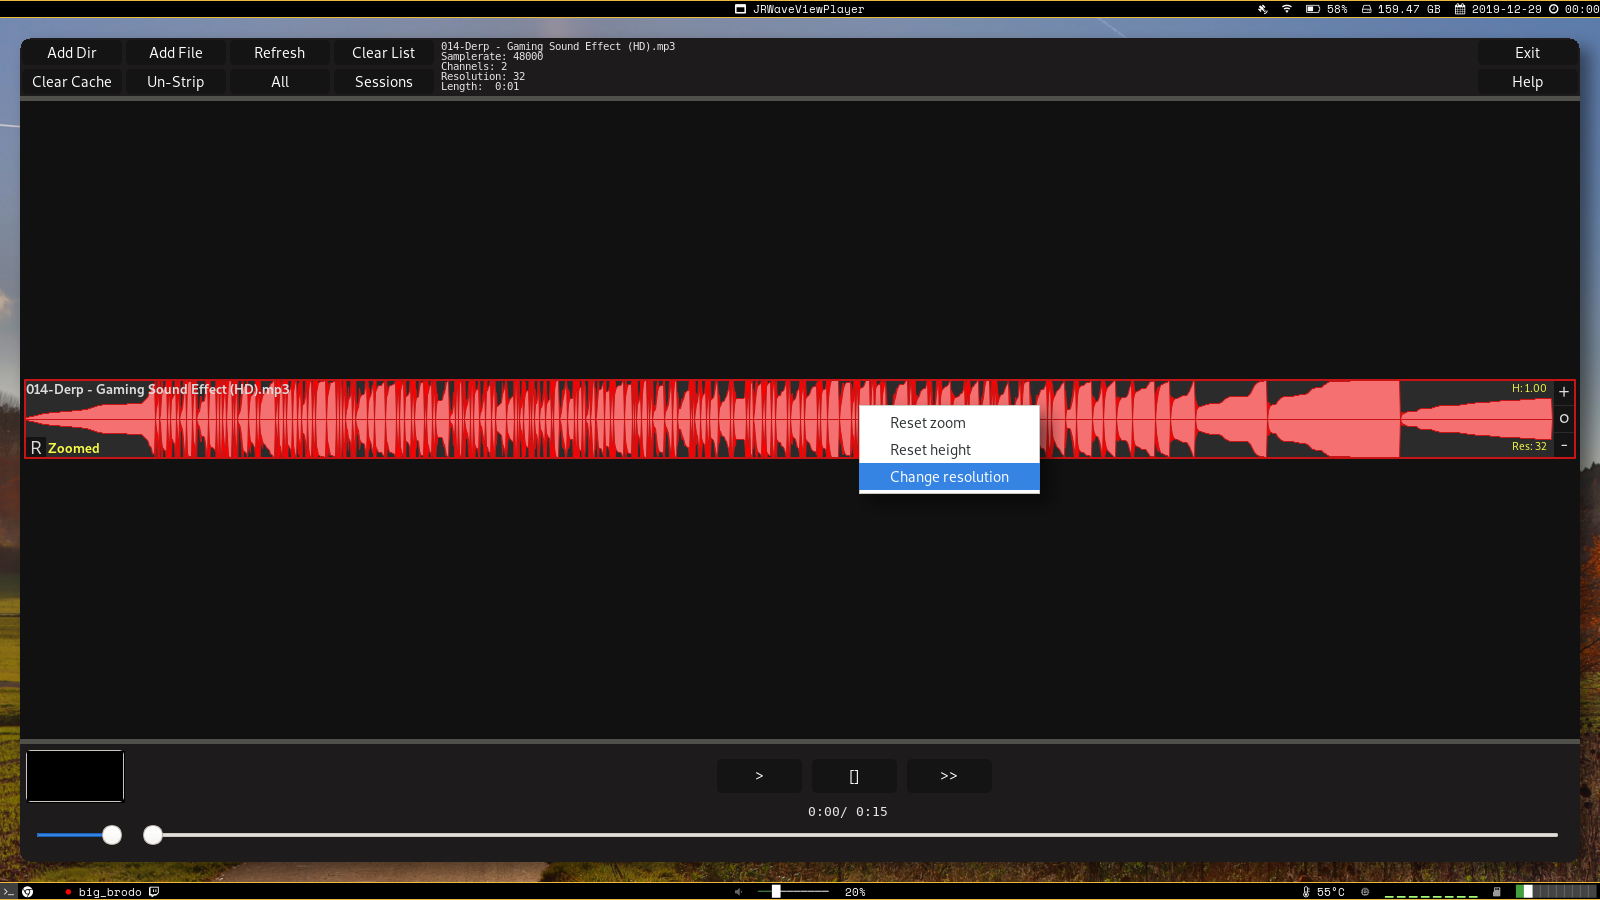 JRWaveViewPlayer
58%
159.47 GB
2019-12-29
00:00
Add Dir
Add File
Refresh
Clear List
Clear Cache
Un-Strip
All
Sessions
014-Derp - Gaming Sound Effect (HD).mp3
Samplerate: 48000
Channels: 2
Resolution: 32
Length:  0:01
Exit
Help
014-Derp - Gaming Sound Effect (HD).mp3
H:1.00
+
O
-
R Zoomed
Res: 32
Reset zoom
Reset height
Change resolution
>
[]
>>
0:00/ 0:15
>_
big_brodo
20%
55°C